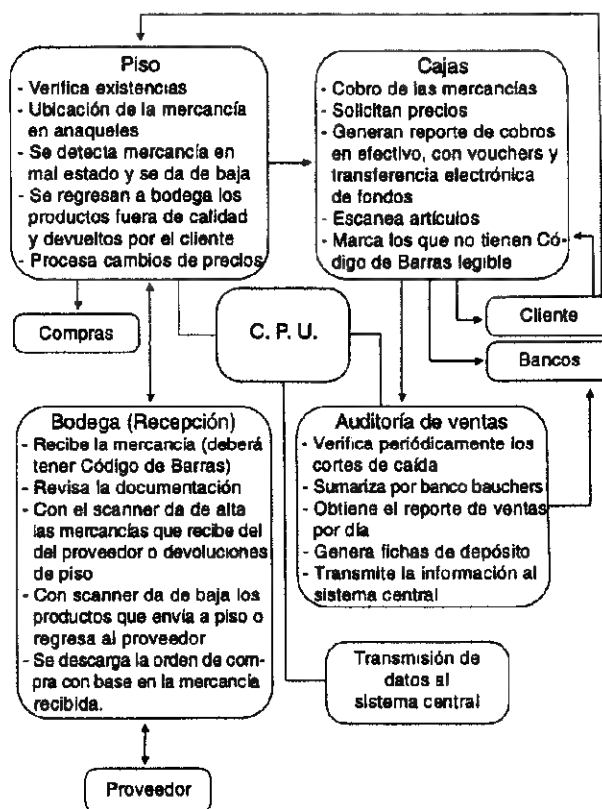 Piso
- Verifica existencias
- Ubicación de la mercancía
en anaqueles
- Se detecta mercancía en
mal estado y se da de baja
- Se regresan a bodega los
productos fuera de calidad
y devueltos por el cliente
- Procesa cambios de precios
Cajas
- Cobro de las mercancías
- Solicitan precios
- Generan reporte de cobros
en efectivo, con vouchers y
transferencia electrónica
de fondos
- Escanea artículos
- Marca los que no tienen Có-
digo de Barras legible
Compras
C. P. U.
Cliente
Bancos
Bodega (Recepción)
- Recibe la mercancía (deberá
tener Código de Barras)
- Revisa la documentación
- Con el scanner da de alta
las mercancías que recibe del
del proveedor o devoluciones
de piso
- Con scanner da de baja los
productos que envía a piso o
regresa al proveedor
- Se descarga la orden de com-
pra con base en la mercancía
recibida.
Auditoría de ventas
- Verifica periódicamente los
cortes de caída
- Sumariza por banco bauchers
- Obtiene el reporte de ventas
por día
- Genera fichas de depósito
- Transmite la información al
sistema central
Transmisión de
datos al
sistema central
Proveedor